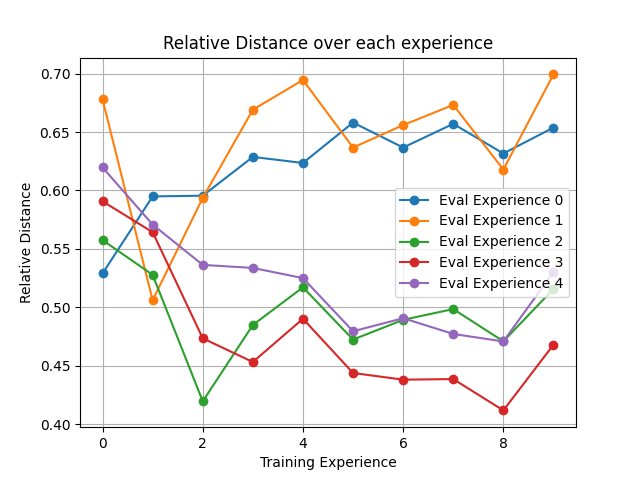 Relative Distance over each experience
0.70
0.65
0.60
0.55
0.50
0.45
0.40
Relative Distance
Eval Experience 0
Eval Experience 1
Eval Experience 2
Eval Experience 3
Eval Experience 4
0 2 4 6 8
Training Experience